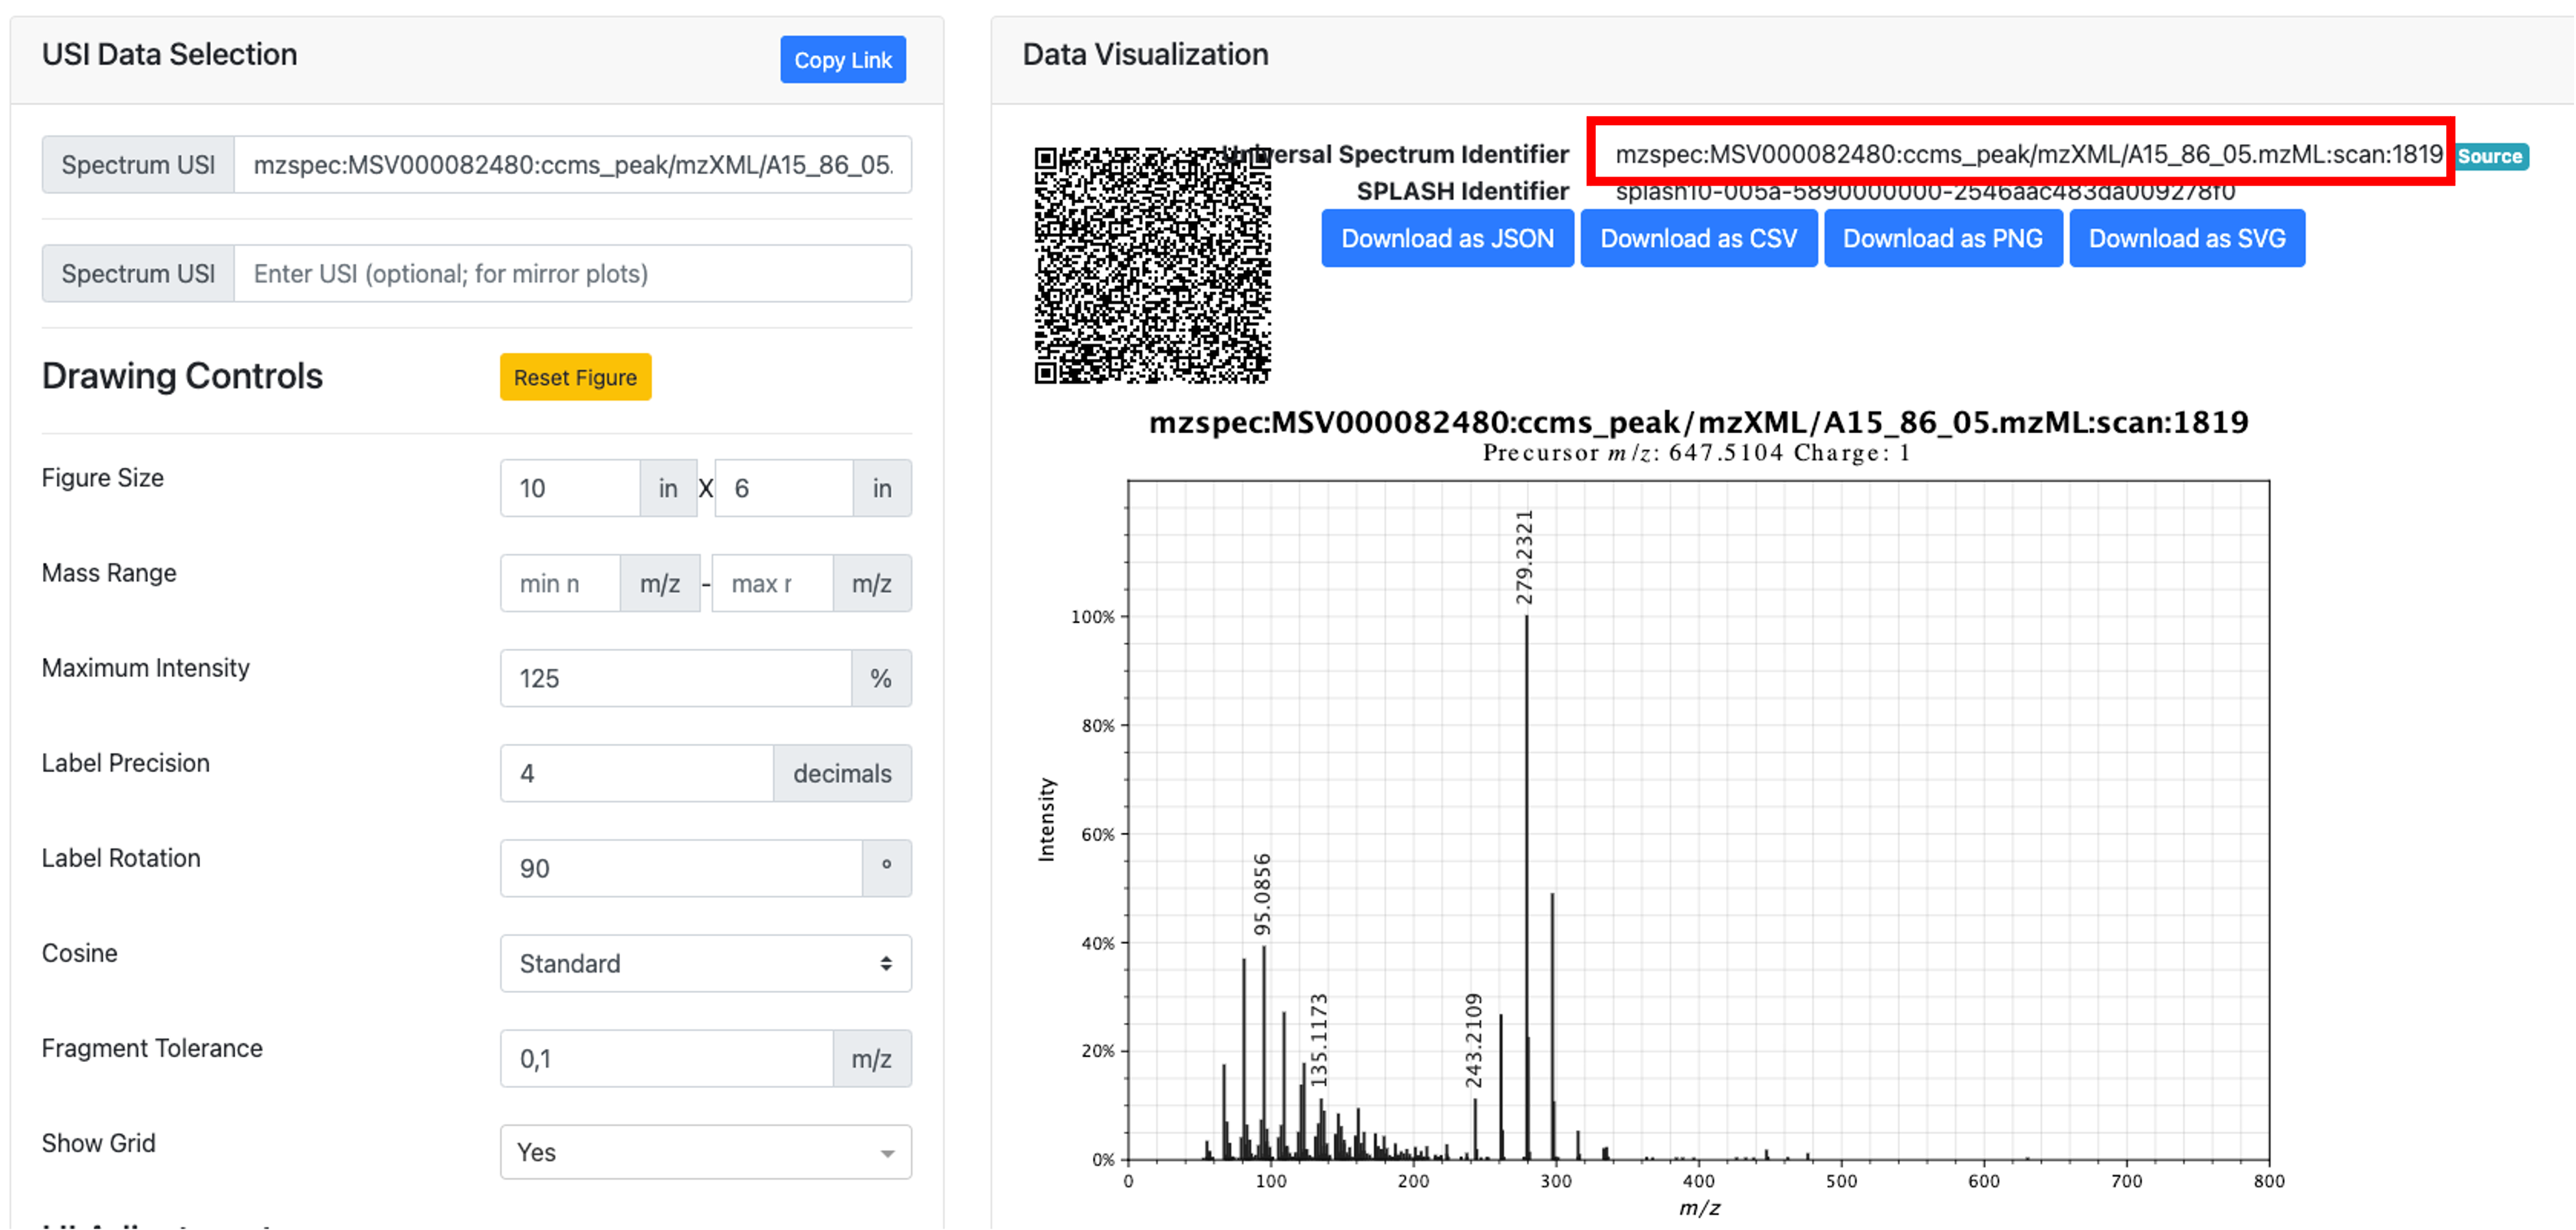 USI Data Selection
Copy Link
Spectrum USI
mzspec:MSV000082480:ccms_peak/mzXML/A15_86_05.
Spectrum USI
Enter USI (optional; for mirror plots)
Drawing Controls
Reset Figure
Figure Size
10 in X 6 in
Mass Range
min n m/z - max r m/z
Maximum Intensity
125 %
Label Precision
4 decimals
Label Rotation
90 °
Cosine
Standard
Fragment Tolerance
0,1 m/z
Show Grid
Yes
Data Visualization
Universal Spectrum Identifier mzspec:MSV000082480:ccms_peak/mzXML/A15_86_05.mzML:scan:1819 Source
SPLASH Identifier splash10-005a-5890000000-2546aac483da009278f0
Download as JSON
Download as CSV
Download as PNG
Download as SVG
mzspec:MSV000082480:ccms_peak/mzXML/A15_86_05.mzML:scan:1819
Precursor m/z: 647.5104 Charge: 1
279.2321
95.0856
135.1173
243.2109
Intensity
100%
80%
60%
40%
20%
0%
0 100 200 300 400 500 600 700 800
m/z